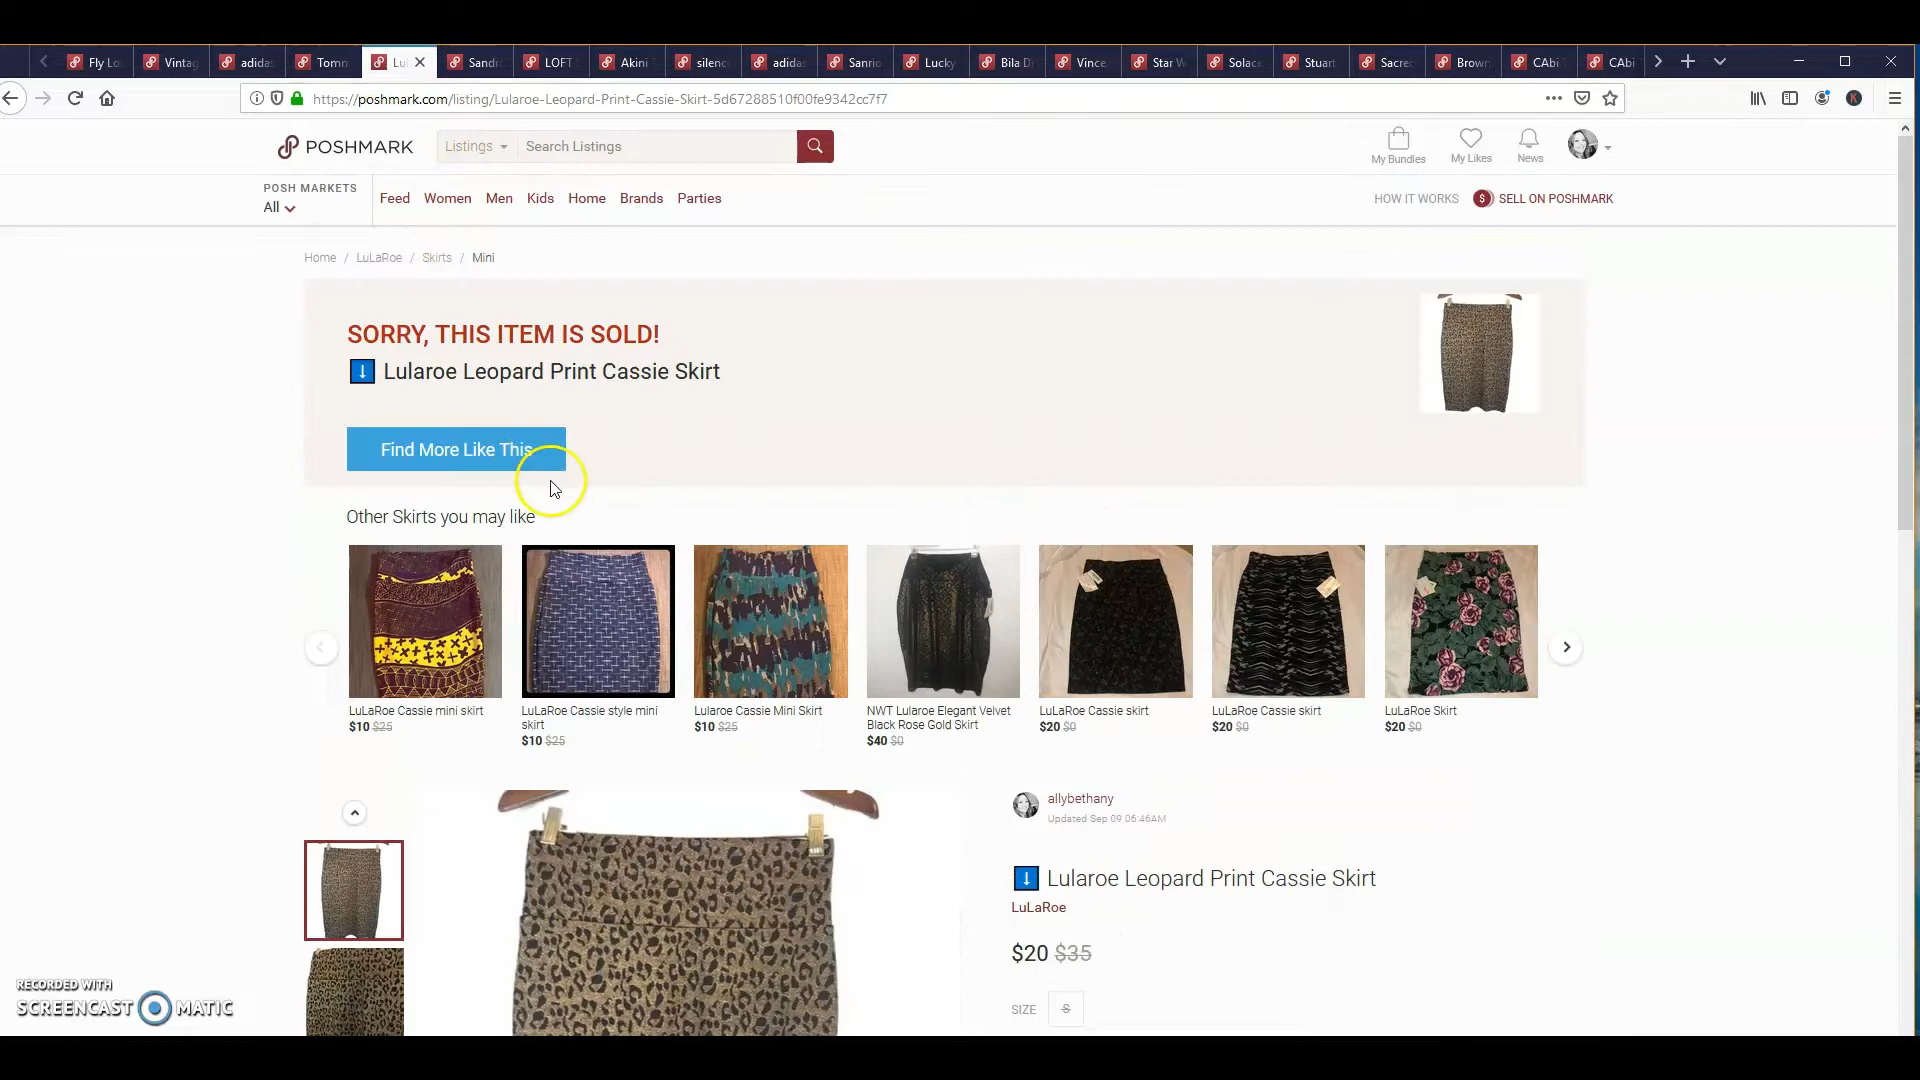 Fly Lo
Vintag
adidas
Tomm
Lul
Sandr
LOFT
Akini
silenc
adidas
Sanrio
Lucky
Bila D
Vince
Star W
Solace
Stuart
Sacred
Brown
CAbi
CAbi
https://poshmark.com/listing/Lularoe-Leopard-Print-Cassie-Skirt-5d67288510f00fe9342cc7f7
K
POSHMARK
Listings
Search Listings
My Bundles
My Likes
News
POSH MARKETS
All
Feed
Women
Men
Kids
Home
Brands
Parties
HOW IT WORKS
$ SELL ON POSHMARK
Home / LuLaRoe / Skirts / Mini
SORRY, THIS ITEM IS SOLD!
⬇️ Lularoe Leopard Print Cassie Skirt
Find More Like This
Other Skirts you may like
LuLaRoe Cassie mini skirt
$10 $25
LuLaRoe Cassie style mini
skirt
$10 $25
Lularoe Cassie Mini Skirt
$10 $25
NWT Lularoe Elegant Velvet
Black Rose Gold Skirt
$40 $0
LuLaRoe Cassie skirt
$20 $0
LuLaRoe Cassie skirt
$20 $0
LuLaRoe Skirt
$20 $0
allybethany
Updated Sep 09 06:46AM
⬇️ Lularoe Leopard Print Cassie Skirt
LuLaRoe
$20 $35
SIZE S
RECORDED WITH
SCREENCAST MATIC